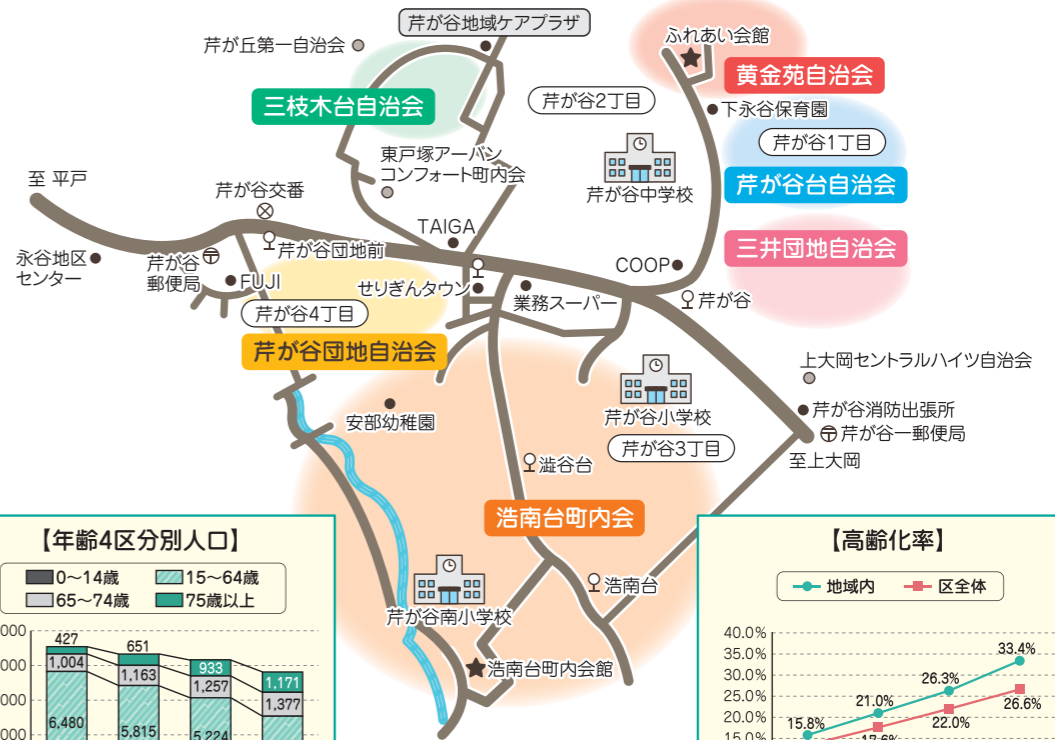 芹が谷地域ケアプラザ
芹が丘第一自治会
ふれあい会館
黄金苑自治会
三枝木台自治会
芹が谷2丁目
下永谷保育園
芹が谷1丁目
東戸塚アーバン
コンフォート町内会
芹が谷中学校
芹が谷台自治会
至 平戸
芹が谷交番
TAIGA
三井団地自治会
永谷地区
センター
芹が谷
郵便局
芹が谷団地前
FUJI
せりぎんタウン
業務スーパー
COOP
芹が谷
芹が谷4丁目
芹が谷団地自治会
上大岡セントラルハイツ自治会
安部幼稚園
芹が谷小学校
芹が谷3丁目
芹が谷消防出張所
芹が谷一郵便局
至上大岡
澁谷台
浩南台町内会
浩南台
芹が谷南小学校
浩南台町内会館
【年齢4区分別人口】
0〜14歳
15〜64歳
65〜74歳
75歳以上
000
000
000
000
427
1,004
6,480
651
1,163
5,815
933
1,257
5,224
1,171
1,377
【高齢化率】
地域内
区全体
40.0%
35.0%
30.0%
25.0%
20.0%
15.0%
15.8%
21.0%
26.3%
33.4%
17.6%
22.0%
26.6%